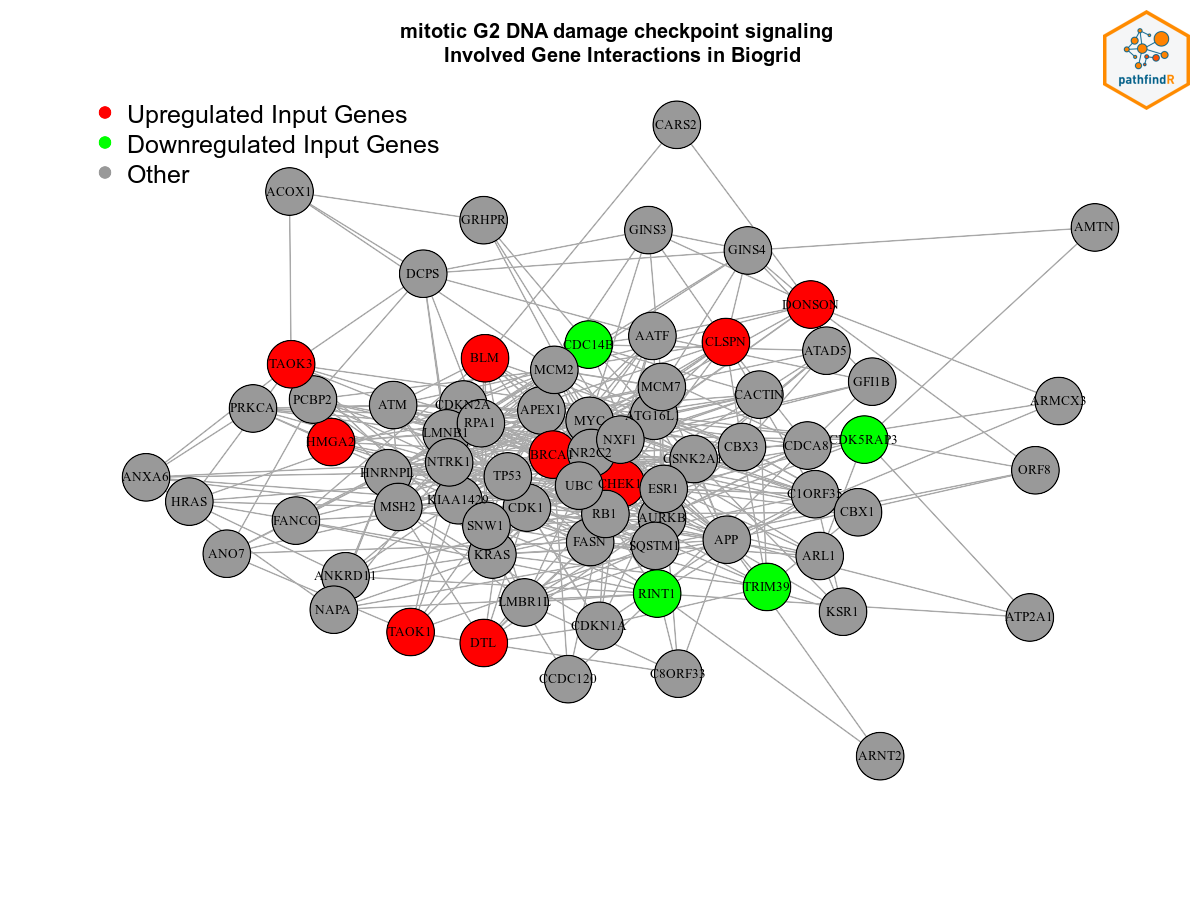 mitotic G2 DNA damage checkpoint signaling
Involved Gene Interactions in Biogrid
pathfindR
Upregulated Input Genes
Downregulated Input Genes
Other
CARS2
ACOX1
GRHPR
GINS3
AMTN
GINS4
DCPS
DONSON
AATF
CLSPN
CDC14B
ATAD5
BLM
TAOK3
MCM2
GFI1B
MCM7
CACTIN
PCBP2
ARMCX3
ATM
CDKN2A
PRKCA
APEX1
ATG16L
MYC
RPA1
LMNB1
NXF1
CDK5RAP3
HMGA2
CBX3
CDCA8
NR2C2
BRCA1
CSNK2A1
NTRK1
ORF8
HNRNPL
TP53
ANXA6
CHEK1
UBC
ESR1
C1ORF35
KIAA1429
HRAS
MSH2
CDK1
CBX1
RB1
AURKB
FANCG
SNW1
APP
FASN
SQSTM1
ANO7
KRAS
ARL1
ANKRD11
TRIM39
RINT1
LMBR1L
NAPA
KSR1
ATP2A1
CDKN1A
TAOK1
DTL
C8ORF33
CCDC120
ARNT2